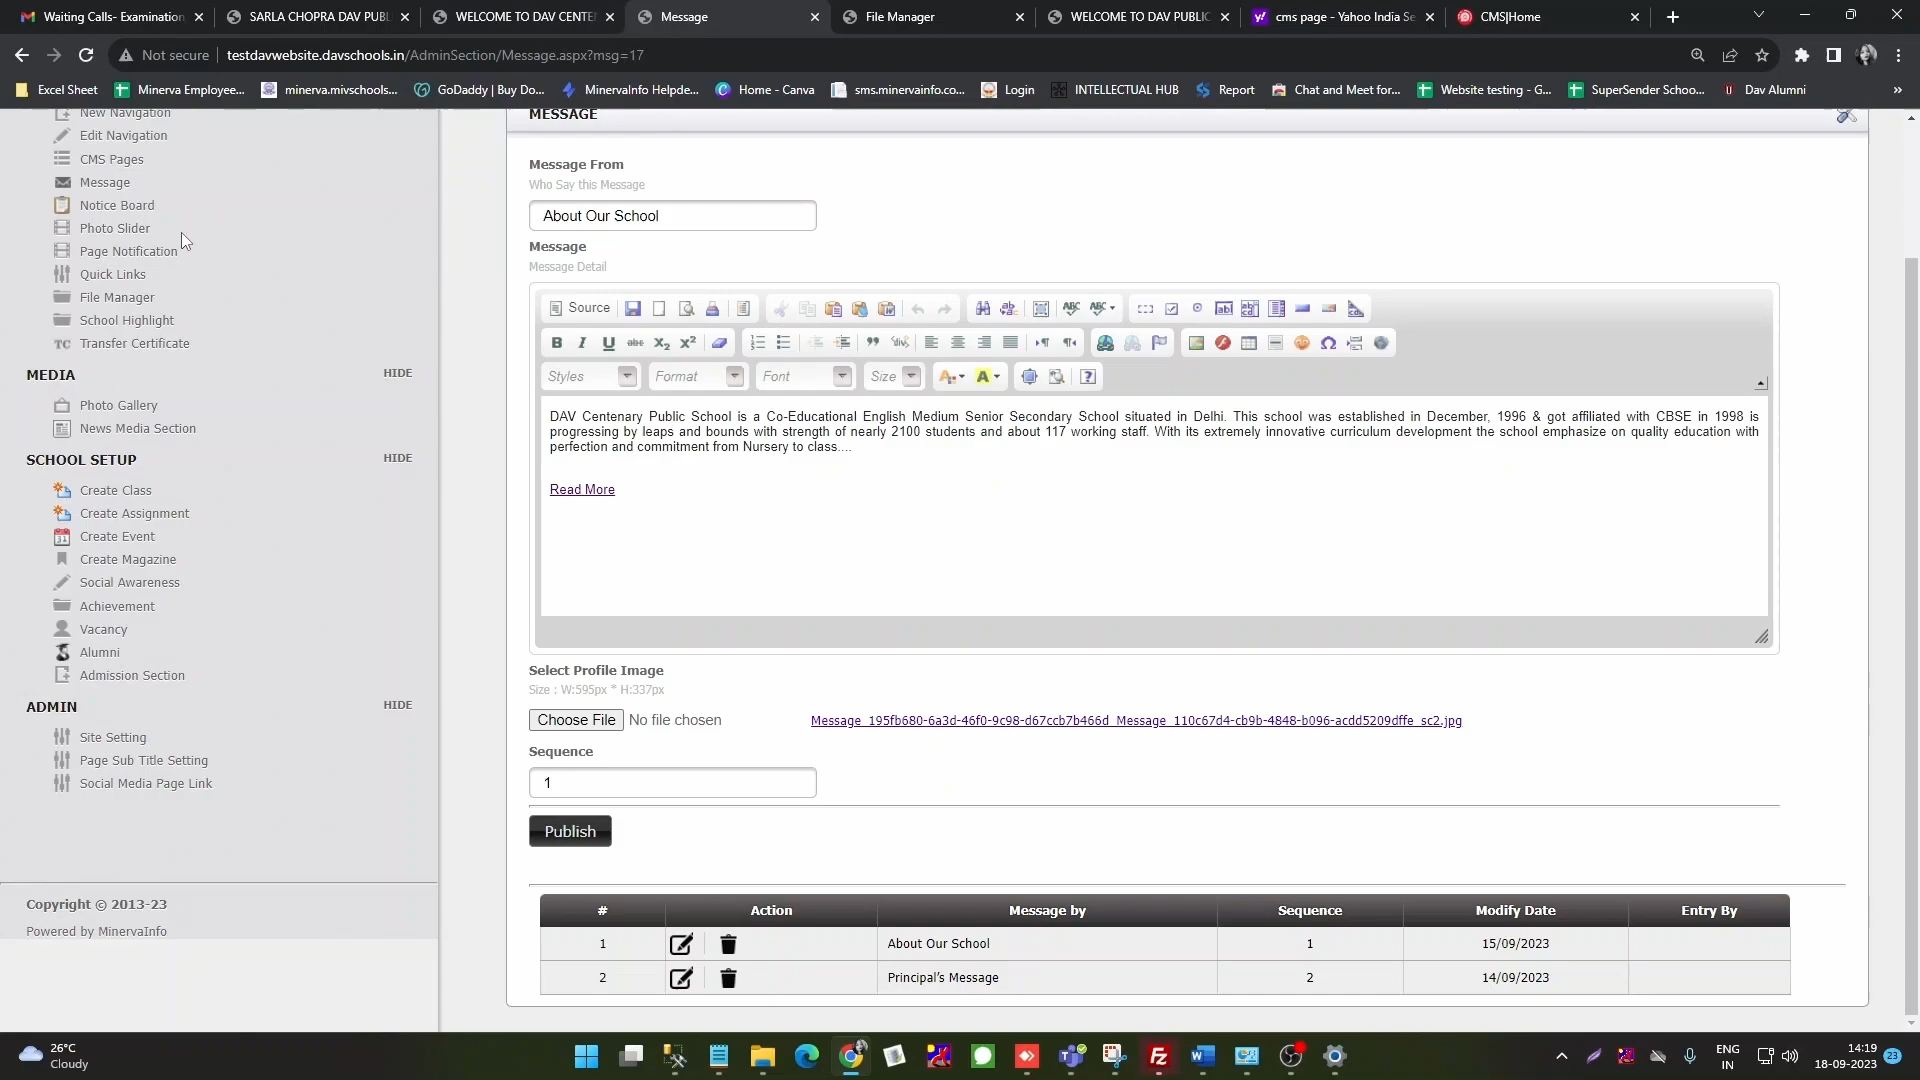 Waiting Calls- Examination
SARLA CHOPRA DAV PUBL
WELCOME TO DAV CENTE
Message
File Manager
WELCOME TO DAV PUBLIC
cms page - Yahoo India Se
CMS|Home
Not secure
testdavwebsite.davschools.in/AdminSection/Message.aspx?msg=17
Excel Sheet
Minerva Employee...
minerva.mivschools...
GoDaddy | Buy Do...
MinervaInfo Helpde...
Home - Canva
sms.minervainfo.co...
Login
INTELLECTUAL HUB
Report
Chat and Meet for...
Website testing - G...
SuperSender Schoo...
Dav Alumni
New Navigation
Edit Navigation
CMS Pages
Message
Notice Board
Photo Slider
Page Notification
Quick Links
File Manager
School Highlight
TC Transfer Certificate
MEDIA HIDE
Photo Gallery
News Media Section
SCHOOL SETUP HIDE
Create Class
Create Assignment
Create Event
Create Magazine
Social Awareness
Achievement
Vacancy
Alumni
Admission Section
ADMIN HIDE
Site Setting
Page Sub Title Setting
Social Media Page Link
Copyright © 2013-23
Powered by MinervaInfo
MESSAGE
Message From
Who Say this Message
About Our School
Message
Message Detail
Source
Styles Format Font Size
DAV Centenary Public School is a Co-Educational English Medium Senior Secondary School situated in Delhi. This school was established in December, 1996 & got affiliated with CBSE in 1998 is
progressing by leaps and bounds with strength of nearly 2100 students and about 117 working staff. With its extremely innovative curriculum development the school emphasize on quality education with
perfection and commitment from Nursery to class....
Read More
Select Profile Image
Size : W:595px * H:337px
Choose File No file chosen Message_195fb680-6a3d-46f0-9c98-d67ccb7b466d_Message_110c67d4-cb9b-4848-b096-acdd5209dffe_sc2.jpg
Sequence
1
Publish
# Action Message by Sequence Modify Date Entry By
1 About Our School 1 15/09/2023
2 Principal's Message 2 14/09/2023
26°C
Cloudy
ENG
IN
14:19
18-09-2023
23